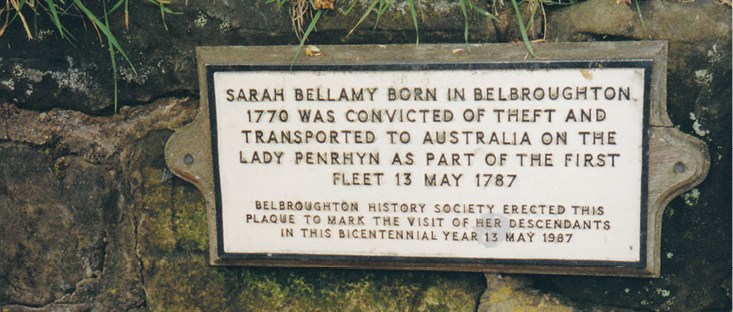 SARAH BELLAMY BORN IN BELBROUGHTON
1770 WAS CONVICTED OF THEFT AND
TRANSPORTED TO AUSTRALIA ON THE
LADY PENRHYN AS PART OF THE FIRST
FLEET 13 MAY 1787
BELBROUGHTON HISTORY SOCIETY ERECTED THIS
PLAQUE TO MARK THE VISIT OF HER DESCENDANTS
IN THIS BICENTENNIAL YEAR 13 MAY 1987